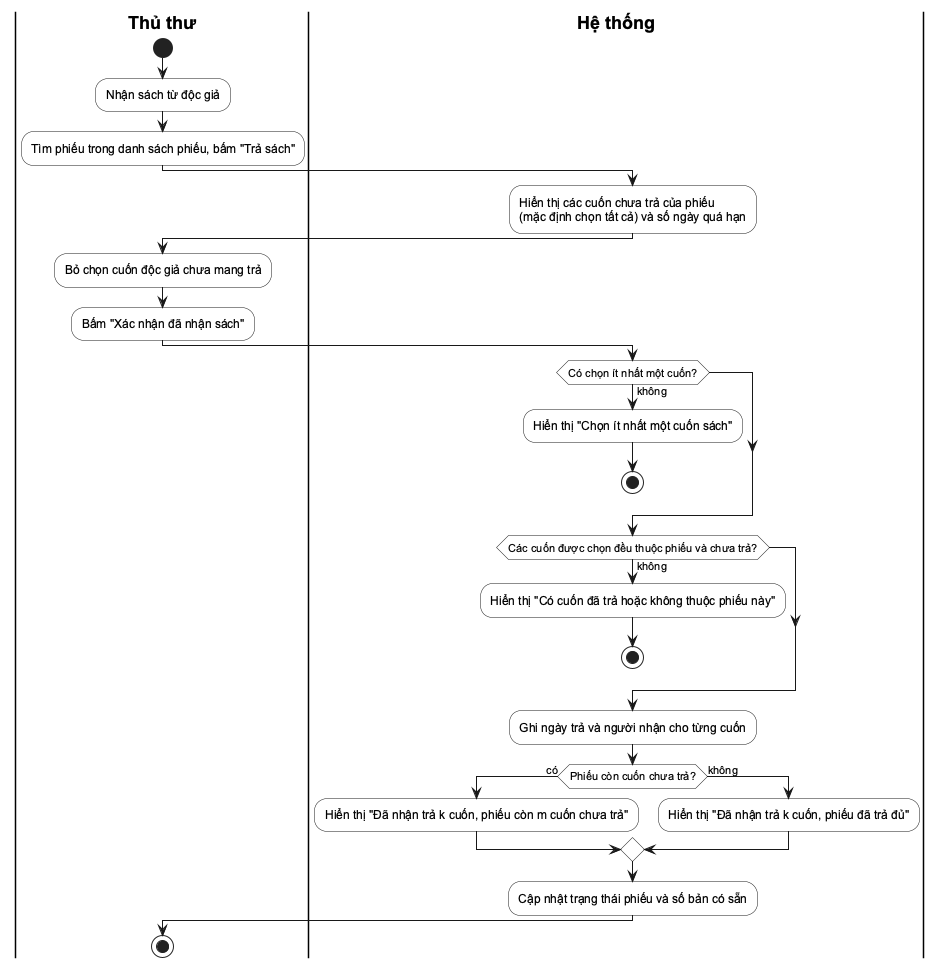 Thủ thư
Hệ thống
Nhận sách từ độc giả
Tìm phiếu trong danh sách phiếu, bấm "Trả sách"
Hiển thị các cuốn chưa trả của phiếu
(mặc định chọn tất cả) và số ngày quá hạn
Bỏ chọn cuốn độc giả chưa mang trả
Bấm "Xác nhận đã nhận sách"
Có chọn ít nhất một cuốn?
không
Hiển thị "Chọn ít nhất một cuốn sách"
Các cuốn được chọn đều thuộc phiếu và chưa trả?
không
Hiển thị "Có cuốn đã trả hoặc không thuộc phiếu này"
Ghi ngày trả và người nhận cho từng cuốn
có
Phiếu còn cuốn chưa trả?
không
Hiển thị "Đã nhận trả k cuốn, phiếu còn m cuốn chưa trả"
Hiển thị "Đã nhận trả k cuốn, phiếu đã trả đủ"
Cập nhật trạng thái phiếu và số bản có sẵn